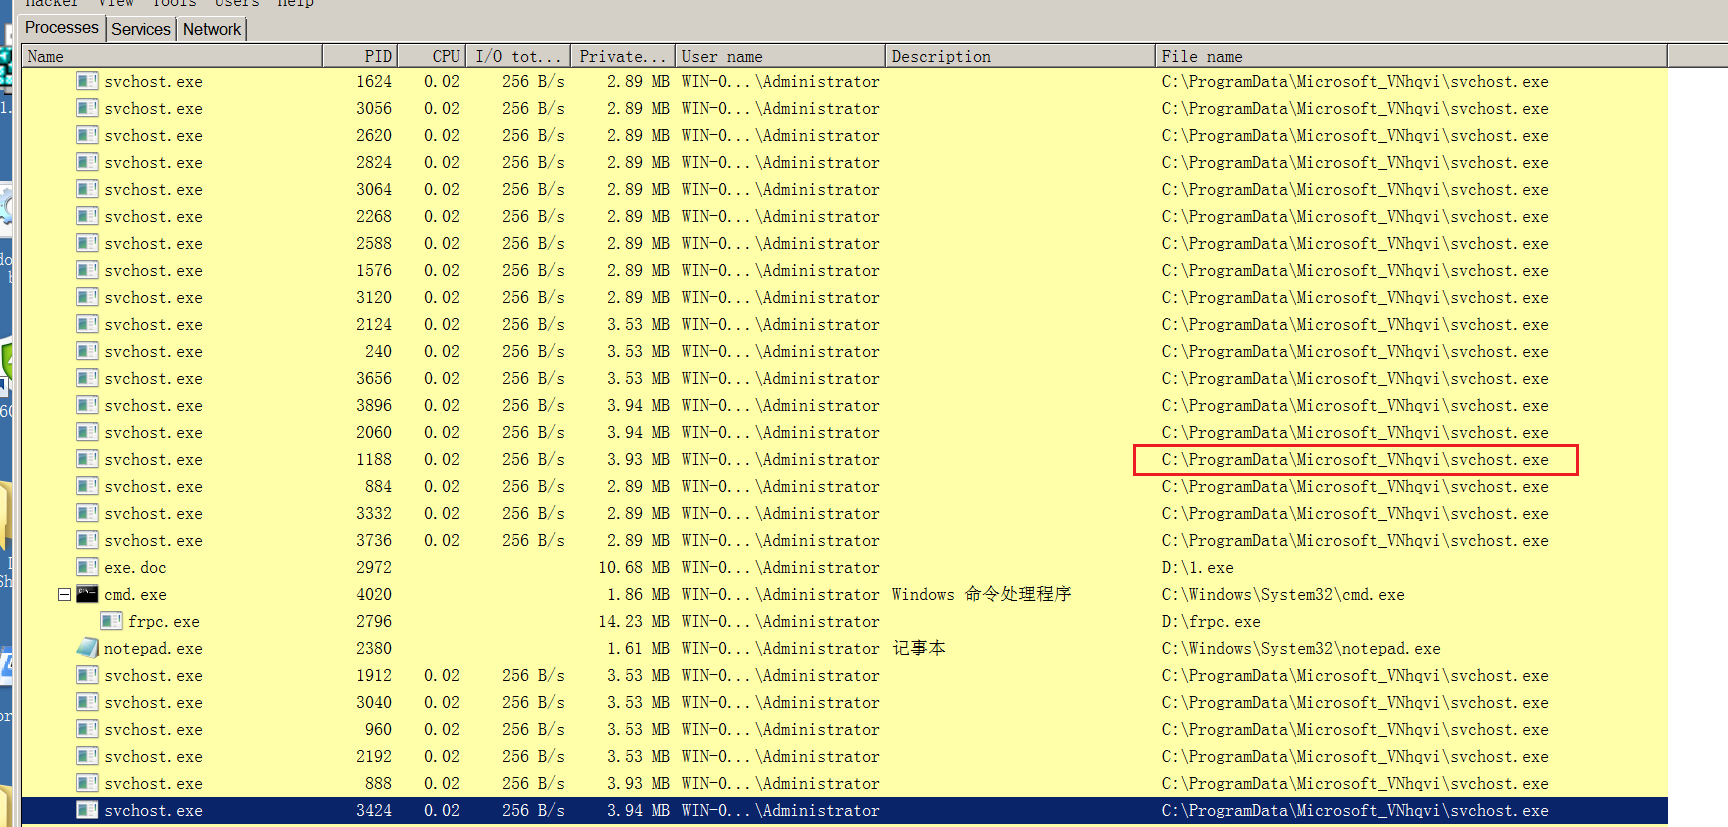 Hacker View Tools Users Help
Processes Services Network
Name PID CPU I/O tot... Private... User name Description File name
svchost.exe 1624 0.02 256 B/s 2.89 MB WIN-0...\Administrator C:\ProgramData\Microsoft_VNhqvi\svchost.exe
svchost.exe 3056 0.02 256 B/s 2.89 MB WIN-0...\Administrator C:\ProgramData\Microsoft_VNhqvi\svchost.exe
svchost.exe 2620 0.02 256 B/s 2.89 MB WIN-0...\Administrator C:\ProgramData\Microsoft_VNhqvi\svchost.exe
svchost.exe 2824 0.02 256 B/s 2.89 MB WIN-0...\Administrator C:\ProgramData\Microsoft_VNhqvi\svchost.exe
svchost.exe 3064 0.02 256 B/s 2.89 MB WIN-0...\Administrator C:\ProgramData\Microsoft_VNhqvi\svchost.exe
svchost.exe 2268 0.02 256 B/s 2.89 MB WIN-0...\Administrator C:\ProgramData\Microsoft_VNhqvi\svchost.exe
svchost.exe 2588 0.02 256 B/s 2.89 MB WIN-0...\Administrator C:\ProgramData\Microsoft_VNhqvi\svchost.exe
svchost.exe 1576 0.02 256 B/s 2.89 MB WIN-0...\Administrator C:\ProgramData\Microsoft_VNhqvi\svchost.exe
svchost.exe 3120 0.02 256 B/s 2.89 MB WIN-0...\Administrator C:\ProgramData\Microsoft_VNhqvi\svchost.exe
svchost.exe 2124 0.02 256 B/s 3.53 MB WIN-0...\Administrator C:\ProgramData\Microsoft_VNhqvi\svchost.exe
svchost.exe 240 0.02 256 B/s 3.53 MB WIN-0...\Administrator C:\ProgramData\Microsoft_VNhqvi\svchost.exe
svchost.exe 3656 0.02 256 B/s 3.53 MB WIN-0...\Administrator C:\ProgramData\Microsoft_VNhqvi\svchost.exe
svchost.exe 3896 0.02 256 B/s 3.94 MB WIN-0...\Administrator C:\ProgramData\Microsoft_VNhqvi\svchost.exe
svchost.exe 2060 0.02 256 B/s 3.94 MB WIN-0...\Administrator C:\ProgramData\Microsoft_VNhqvi\svchost.exe
svchost.exe 1188 0.02 256 B/s 3.93 MB WIN-0...\Administrator C:\ProgramData\Microsoft_VNhqvi\svchost.exe
svchost.exe 884 0.02 256 B/s 2.89 MB WIN-0...\Administrator C:\ProgramData\Microsoft_VNhqvi\svchost.exe
svchost.exe 3332 0.02 256 B/s 2.89 MB WIN-0...\Administrator C:\ProgramData\Microsoft_VNhqvi\svchost.exe
svchost.exe 3736 0.02 256 B/s 2.89 MB WIN-0...\Administrator C:\ProgramData\Microsoft_VNhqvi\svchost.exe
exe.doc 2972 10.68 MB WIN-0...\Administrator D:\1.exe
cmd.exe 4020 1.86 MB WIN-0...\Administrator Windows 命令处理程序 C:\Windows\System32\cmd.exe
frpc.exe 2796 14.23 MB WIN-0...\Administrator D:\frpc.exe
notepad.exe 2380 1.61 MB WIN-0...\Administrator 记事本 C:\Windows\System32\notepad.exe
svchost.exe 1912 0.02 256 B/s 3.53 MB WIN-0...\Administrator C:\ProgramData\Microsoft_VNhqvi\svchost.exe
svchost.exe 3040 0.02 256 B/s 3.53 MB WIN-0...\Administrator C:\ProgramData\Microsoft_VNhqvi\svchost.exe
svchost.exe 960 0.02 256 B/s 3.53 MB WIN-0...\Administrator C:\ProgramData\Microsoft_VNhqvi\svchost.exe
svchost.exe 2192 0.02 256 B/s 3.53 MB WIN-0...\Administrator C:\ProgramData\Microsoft_VNhqvi\svchost.exe
svchost.exe 888 0.02 256 B/s 3.93 MB WIN-0...\Administrator C:\ProgramData\Microsoft_VNhqvi\svchost.exe
svchost.exe 3424 0.02 256 B/s 3.94 MB WIN-0...\Administrator C:\ProgramData\Microsoft_VNhqvi\svchost.exe